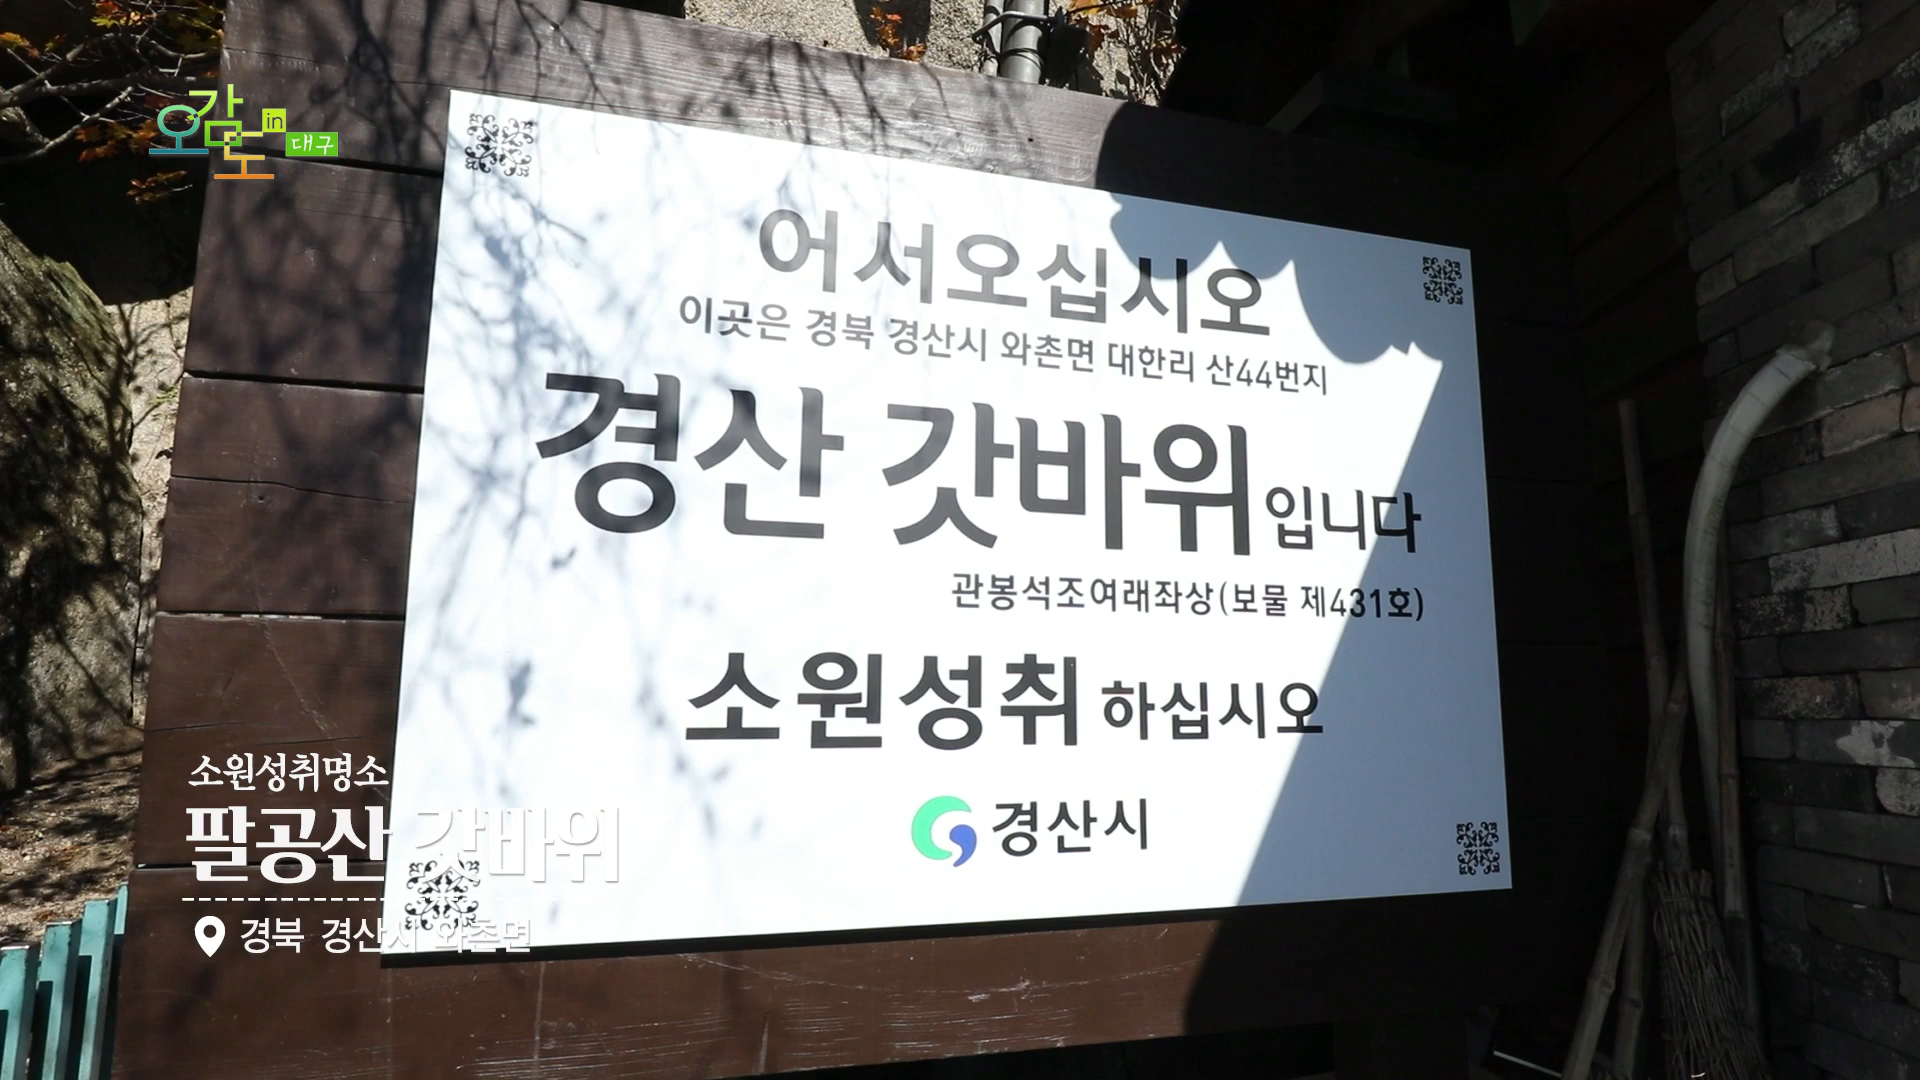 오감도 in 대구
어서오십시오
이곳은 경북 경산시 와촌면 대한리 산44번지
경산 갓바위입니다
관봉석조여래좌상(보물 제431호)
소원성취 하십시오
경산시
소원성취명소
팔공산 갓바위
경북 경산시 와촌면